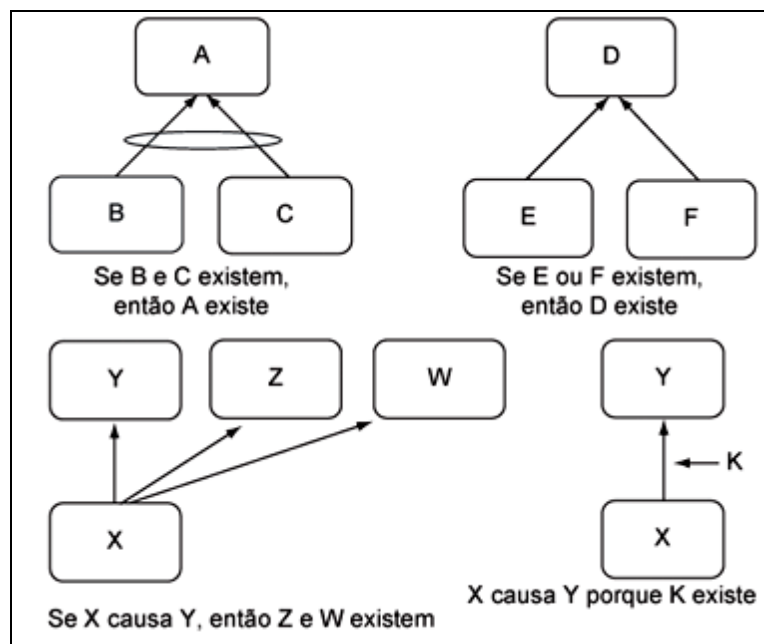 A
D
B
C
E
F
Se B e C existem,
então A existe
Se E ou F existem,
então D existe
Y
Z
W
Y
K
X
X
Se X causa Y, então Z e W existem
X causa Y porque K existe